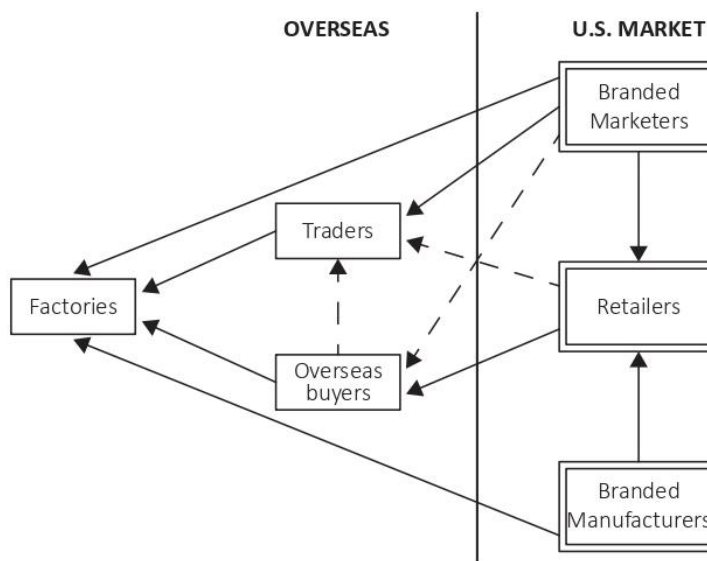 OVERSEAS
U.S. MARKET
Branded
Marketers
Traders
Factories
Retailers
Overseas
buyers
Branded
Manufacturers